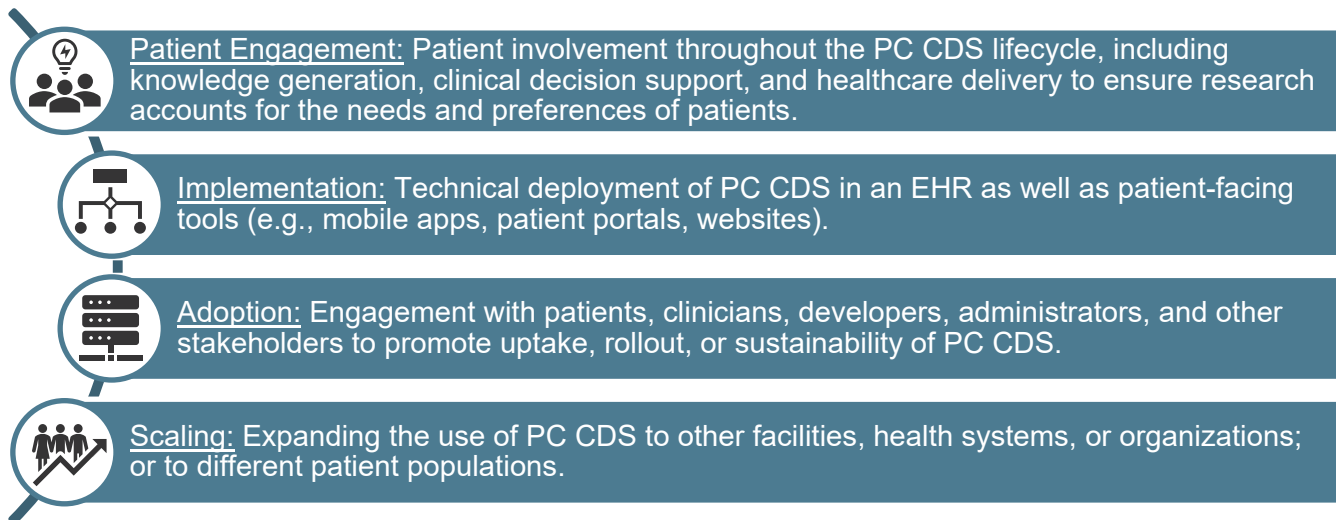 Patient Engagement: Patient involvement throughout the PC CDS lifecycle, including
knowledge generation, clinical decision support, and healthcare delivery to ensure research
accounts for the needs and preferences of patients.
Implementation: Technical deployment of PC CDS in an EHR as well as patient-facing
tools (e.g., mobile apps, patient portals, websites).
Adoption: Engagement with patients, clinicians, developers, administrators, and other
stakeholders to promote uptake, rollout, or sustainability of PC CDS.
Scaling: Expanding the use of PC CDS to other facilities, health systems, or organizations;
or to different patient populations.